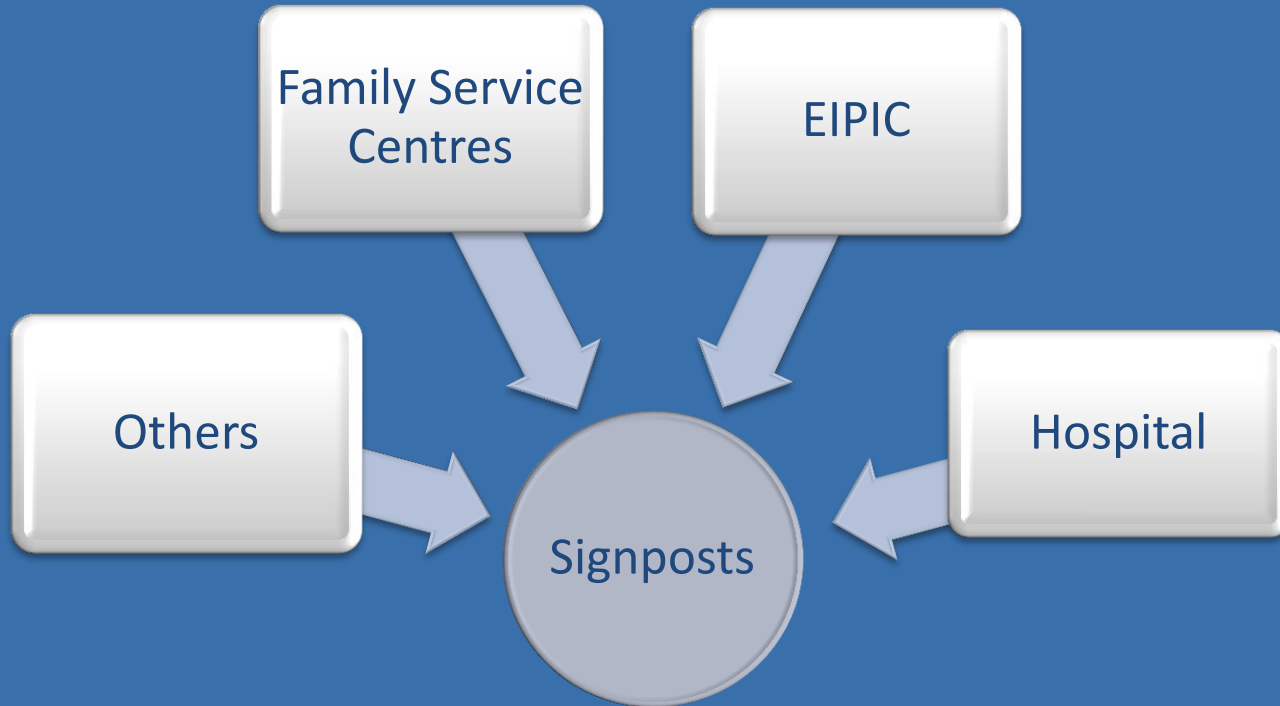 Family Service
Centres
EIPIC
Others
Hospital
Signposts